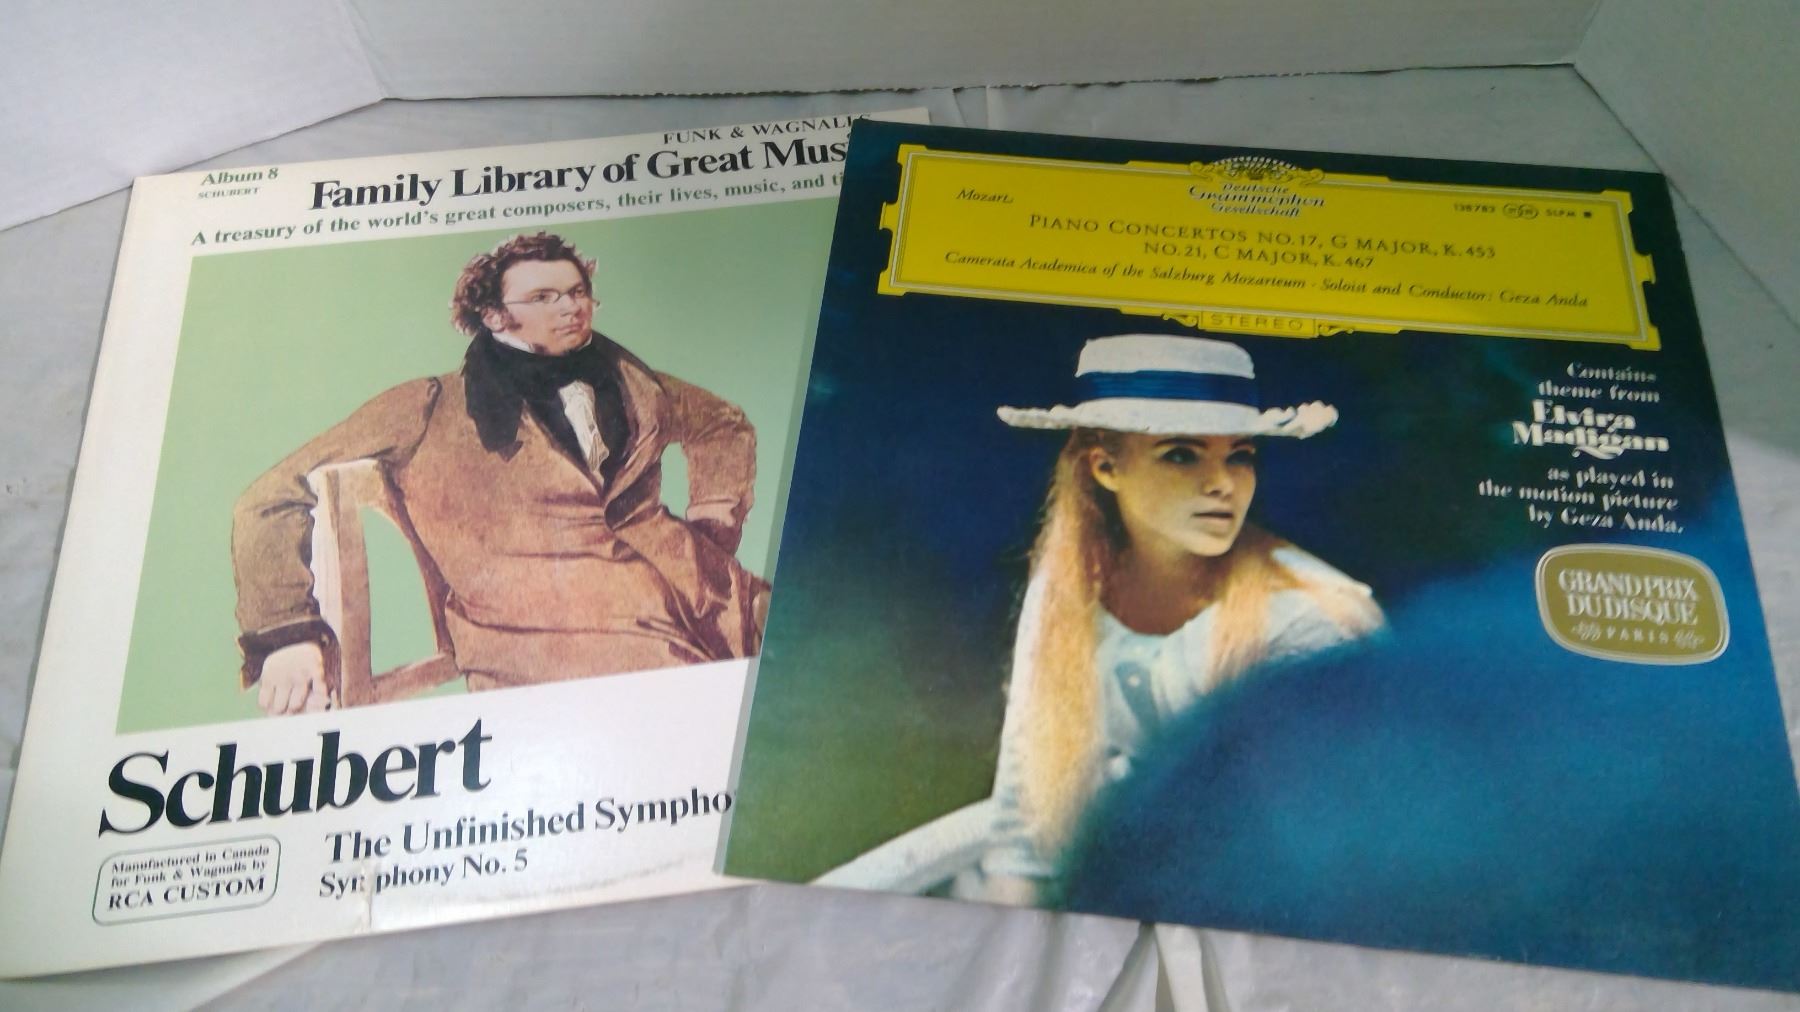 FUNK & WAGNALLS
Album 8
SCHUBERT
Family Library of Great Mus
A treasury of the world's great composers, their lives, music, and ti
Schubert
The Unfinished Sympho
Symphony No. 5
Manufactured in Canada
for Funk & Wagnalls by
RCA CUSTOM
Deutsche
Grammophon
Gesellschaft
Mozart
138783 SLPM
PIANO CONCERTOS NO.17, G MAJOR, K.453
NO.21, C MAJOR, K.467
Camerata Academica of the Salzburg Mozarteum · Soloist and Conductor: Geza Anda
STEREO
Contains
theme from
Elvira
Madigan
as played in
the motion picture
by Geza Anda.
GRAND PRIX
DU DISQUE
PARIS